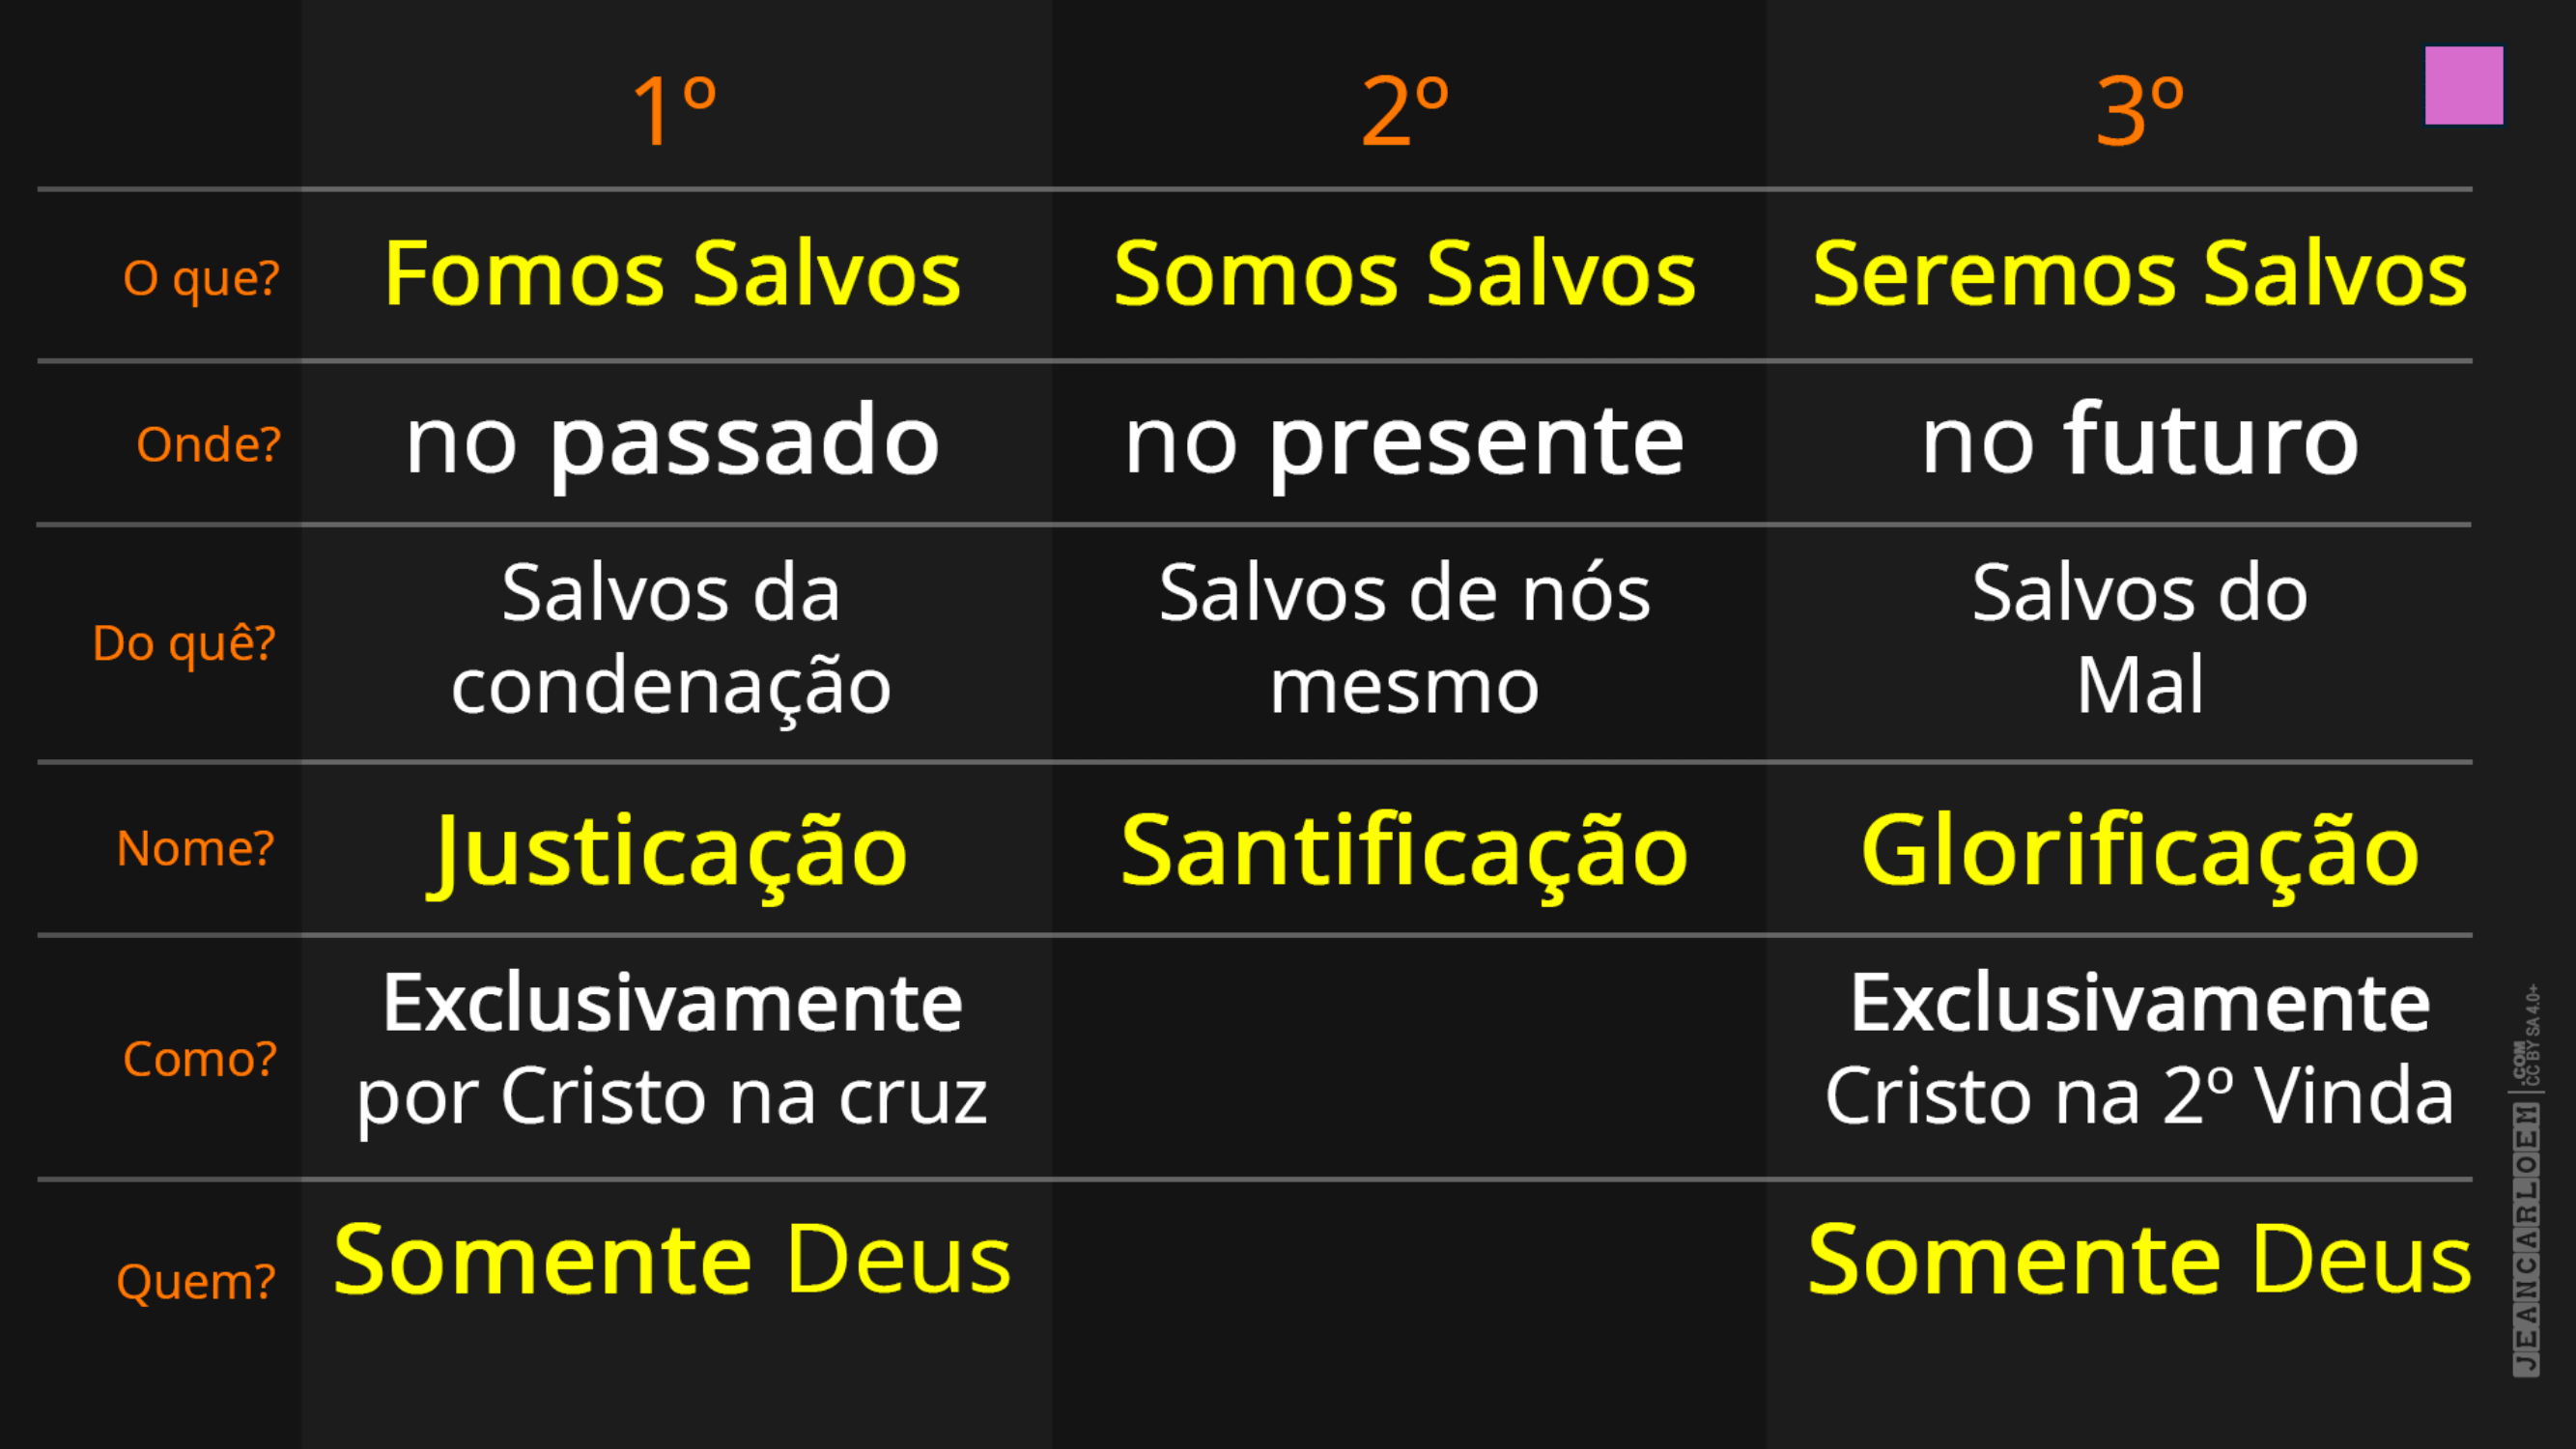 1º 2º 3º
O que? Fomos Salvos Somos Salvos Seremos Salvos
Onde? no passado no presente no futuro
Do quê? Salvos da condenação Salvos de nós mesmo Salvos do Mal
Nome? Justicação Santificação Glorificação
Como? Exclusivamente por Cristo na cruz Exclusivamente Cristo na 2º Vinda
Quem? Somente Deus Somente Deus
JEANCARLOEM .COM
CC BY SA 4.0+